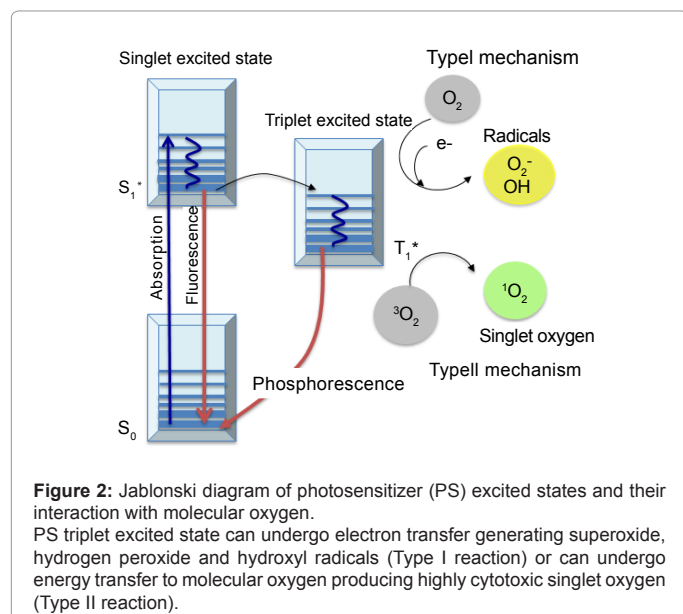 Singlet excited state
TypeI mechanism
O₂
Triplet excited state
e-
Radicals
O₂⁻
OH
S₁*
Absorption
Fluorescence
T₁*
³O₂
¹O₂
Singlet oxygen
TypeII mechanism
Phosphorescence
S₀
Figure 2: Jablonski diagram of photosensitizer (PS) excited states and their
interaction with molecular oxygen.
PS triplet excited state can undergo electron transfer generating superoxide,
hydrogen peroxide and hydroxyl radicals (Type I reaction) or can undergo
energy transfer to molecular oxygen producing highly cytotoxic singlet oxygen
(Type II reaction).